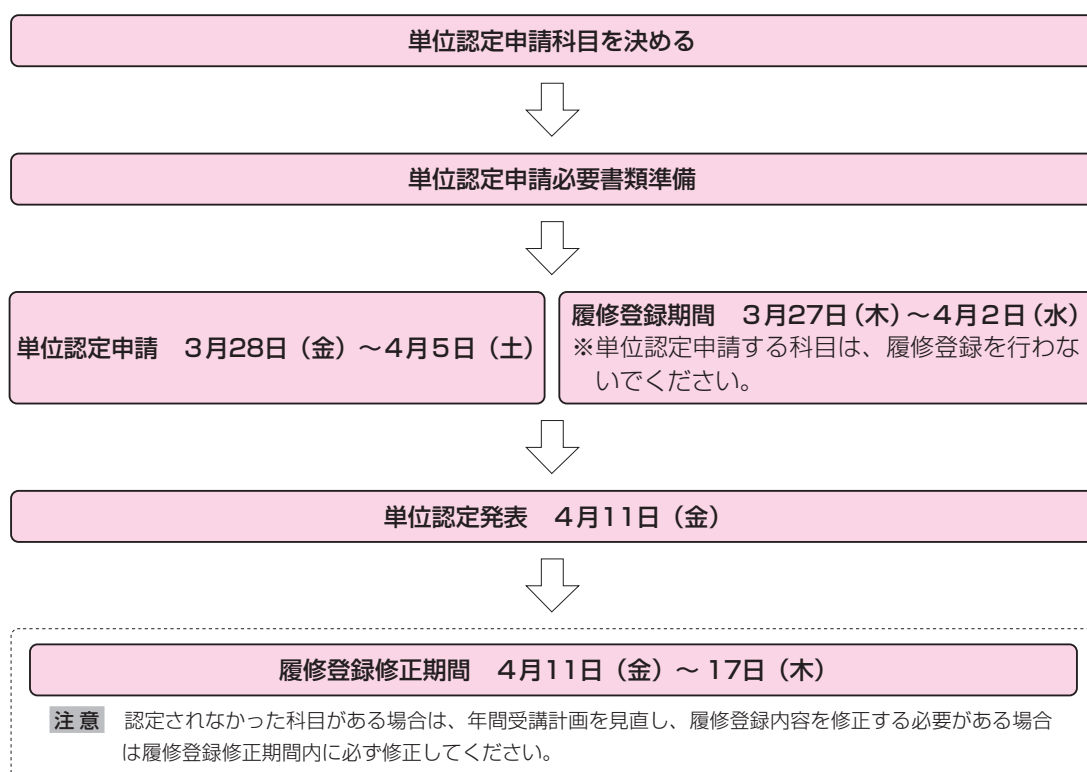 単位認定申請科目を決める
単位認定申請必要書類準備
単位認定申請　3月28日（金）～4月5日（土）
履修登録期間　3月27日（木）～4月2日（水）
※単位認定申請する科目は、履修登録を行わな
いでください。
単位認定発表　4月11日（金）
履修登録修正期間　4月11日（金）～17日（木）
注意　認定されなかった科目がある場合は、年間受講計画を見直し、履修登録内容を修正する必要がある場合
は履修登録修正期間内に必ず修正してください。